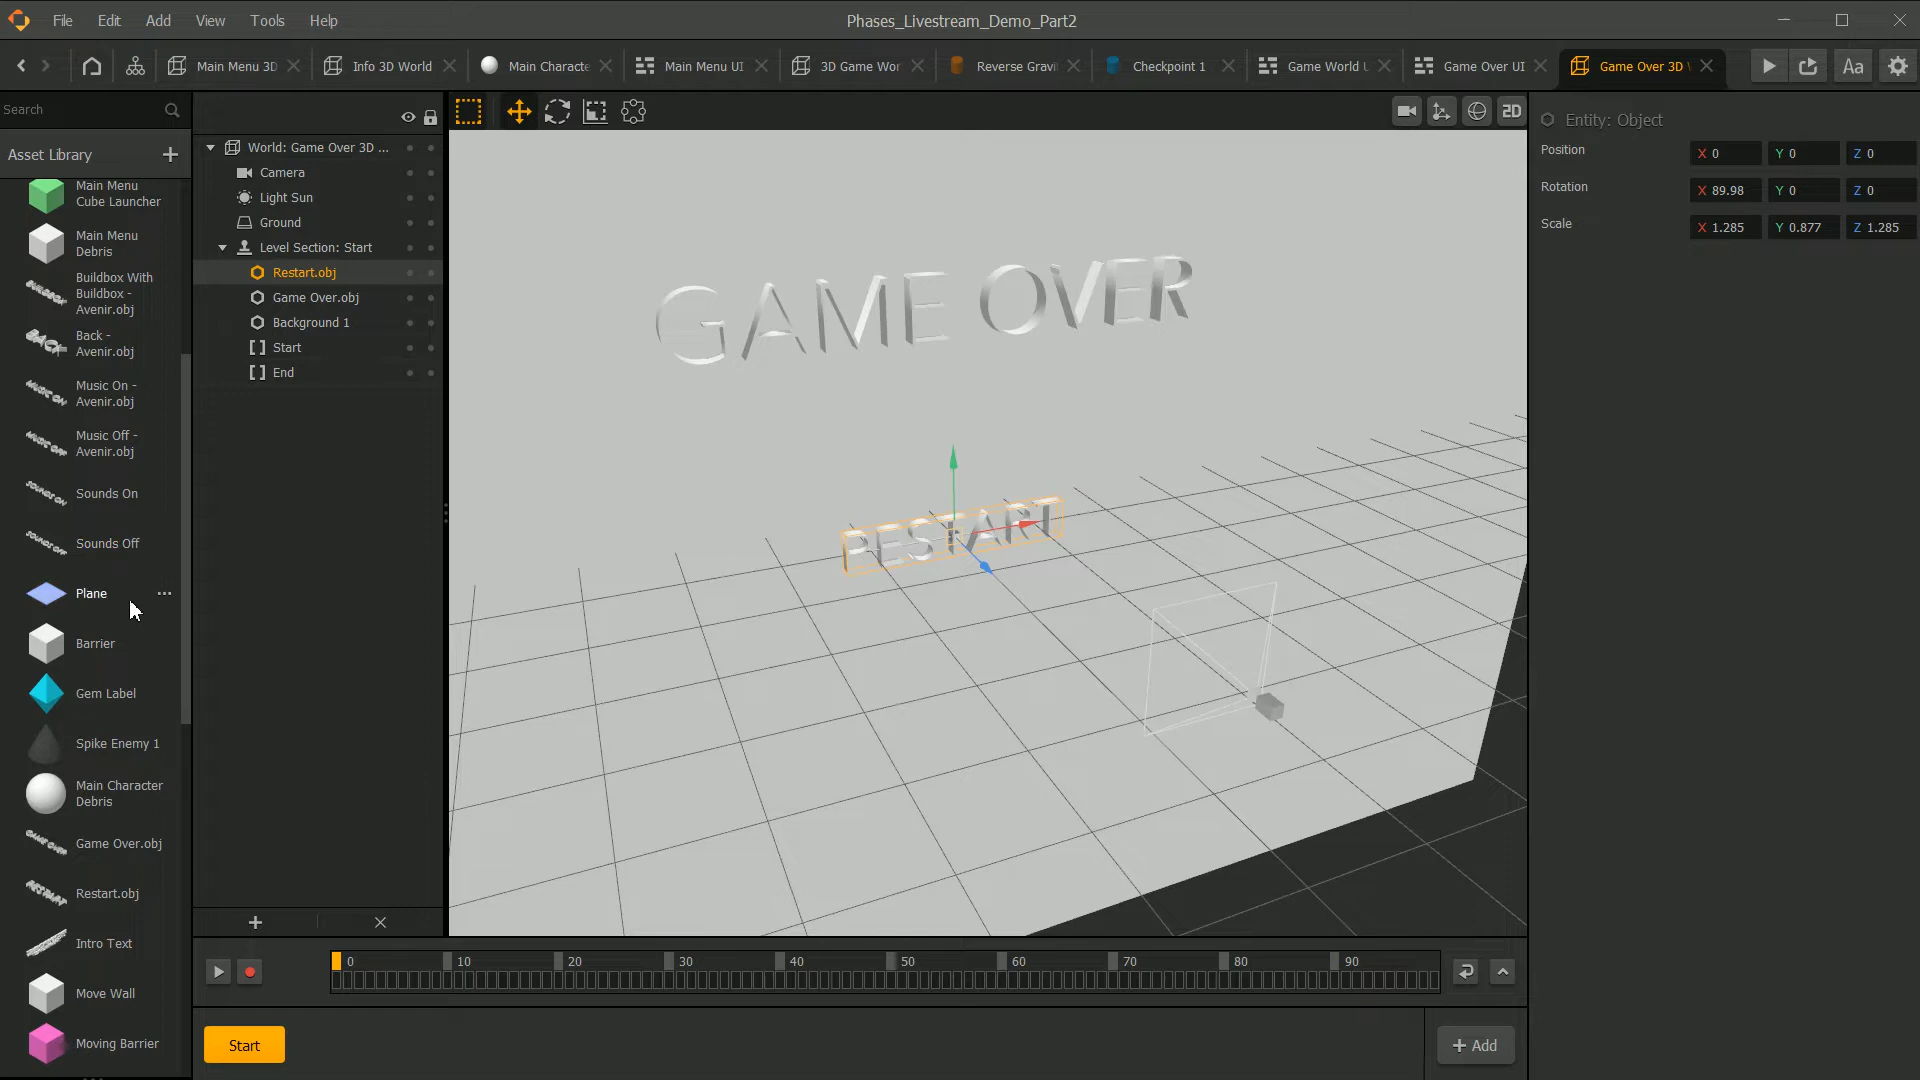 File Edit Add View Tools Help
Phases_Livestream_Demo_Part2
Main Menu 3D
Info 3D World
Main Characte
Main Menu UI
3D Game Wor
Reverse Gravi
Checkpoint 1
Game World U
Game Over UI
Game Over 3D
Aa
Search
Asset Library
Main Menu
Cube Launcher
Main Menu
Debris
Buildbox With
Buildbox -
Avenir.obj
Back -
Avenir.obj
Music On -
Avenir.obj
Music Off -
Avenir.obj
Sounds On
Sounds Off
Plane
Barrier
Gem Label
Spike Enemy 1
Main Character
Debris
Game Over.obj
Restart.obj
Intro Text
Move Wall
Moving Barrier
World: Game Over 3D ...
Camera
Light Sun
Ground
Level Section: Start
Restart.obj
Game Over.obj
Background 1
Start
End
2D
GAME OVER
RESTART
Entity: Object
Position X 0 Y 0 Z 0
Rotation X 89.98 Y 0 Z 0
Scale X 1.285 Y 0.877 Z 1.285
0 10 20 30 40 50 60 70 80 90
Start
+ Add